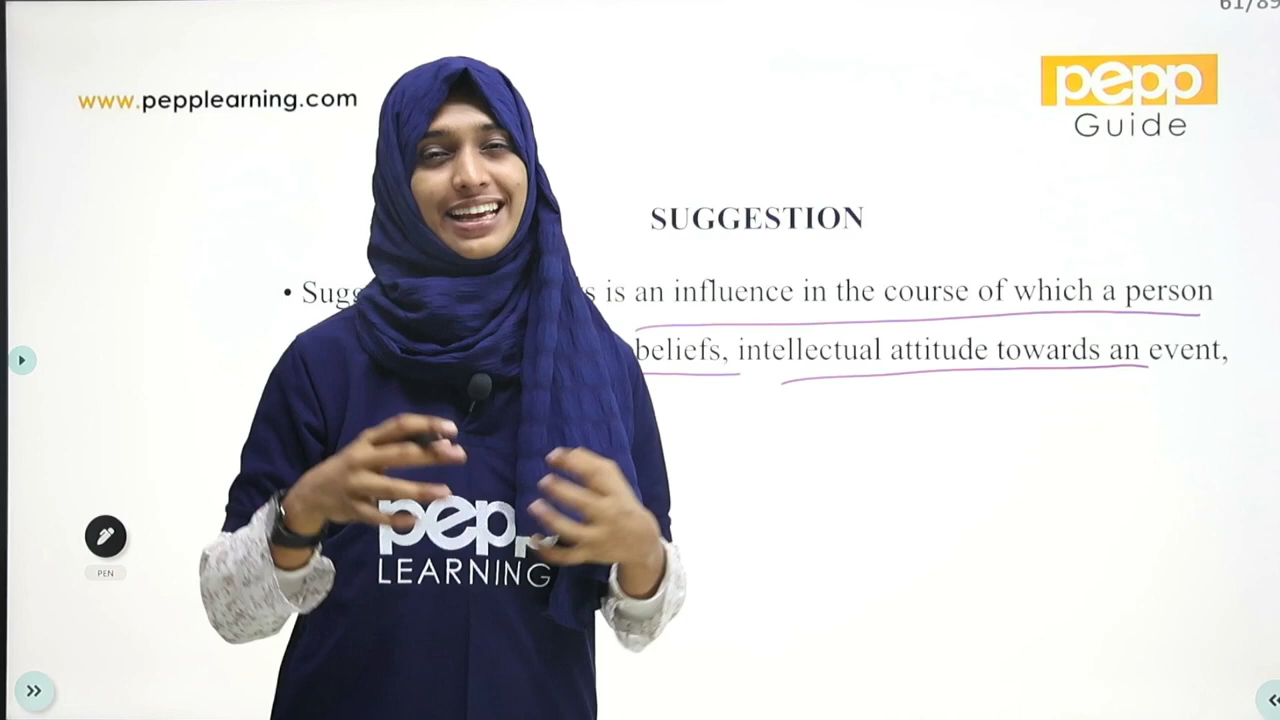 61/89
www.pepplearning.com
pepp
Guide
SUGGESTION
• is an influence in the course of which a person
beliefs, intellectual attitude towards an event,
pepp
LEARNING
PEN